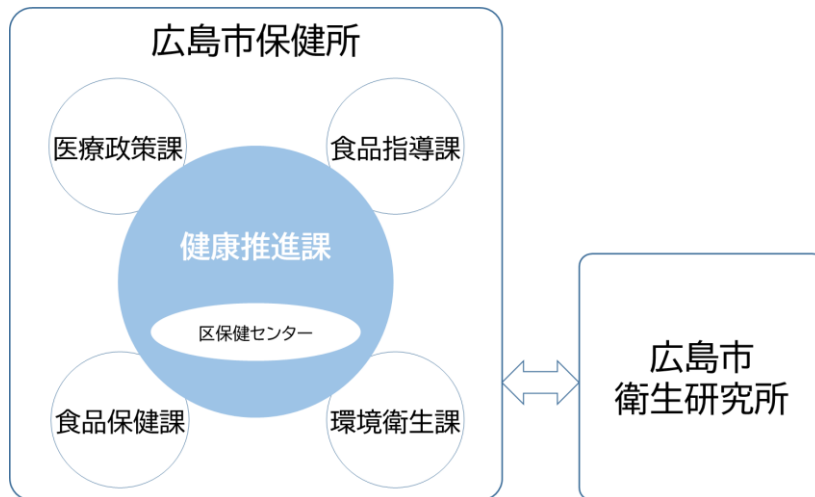 広島市保健所
医療政策課
食品指導課
健康推進課
区保健センター
食品保健課
環境衛生課
広島市
衛生研究所